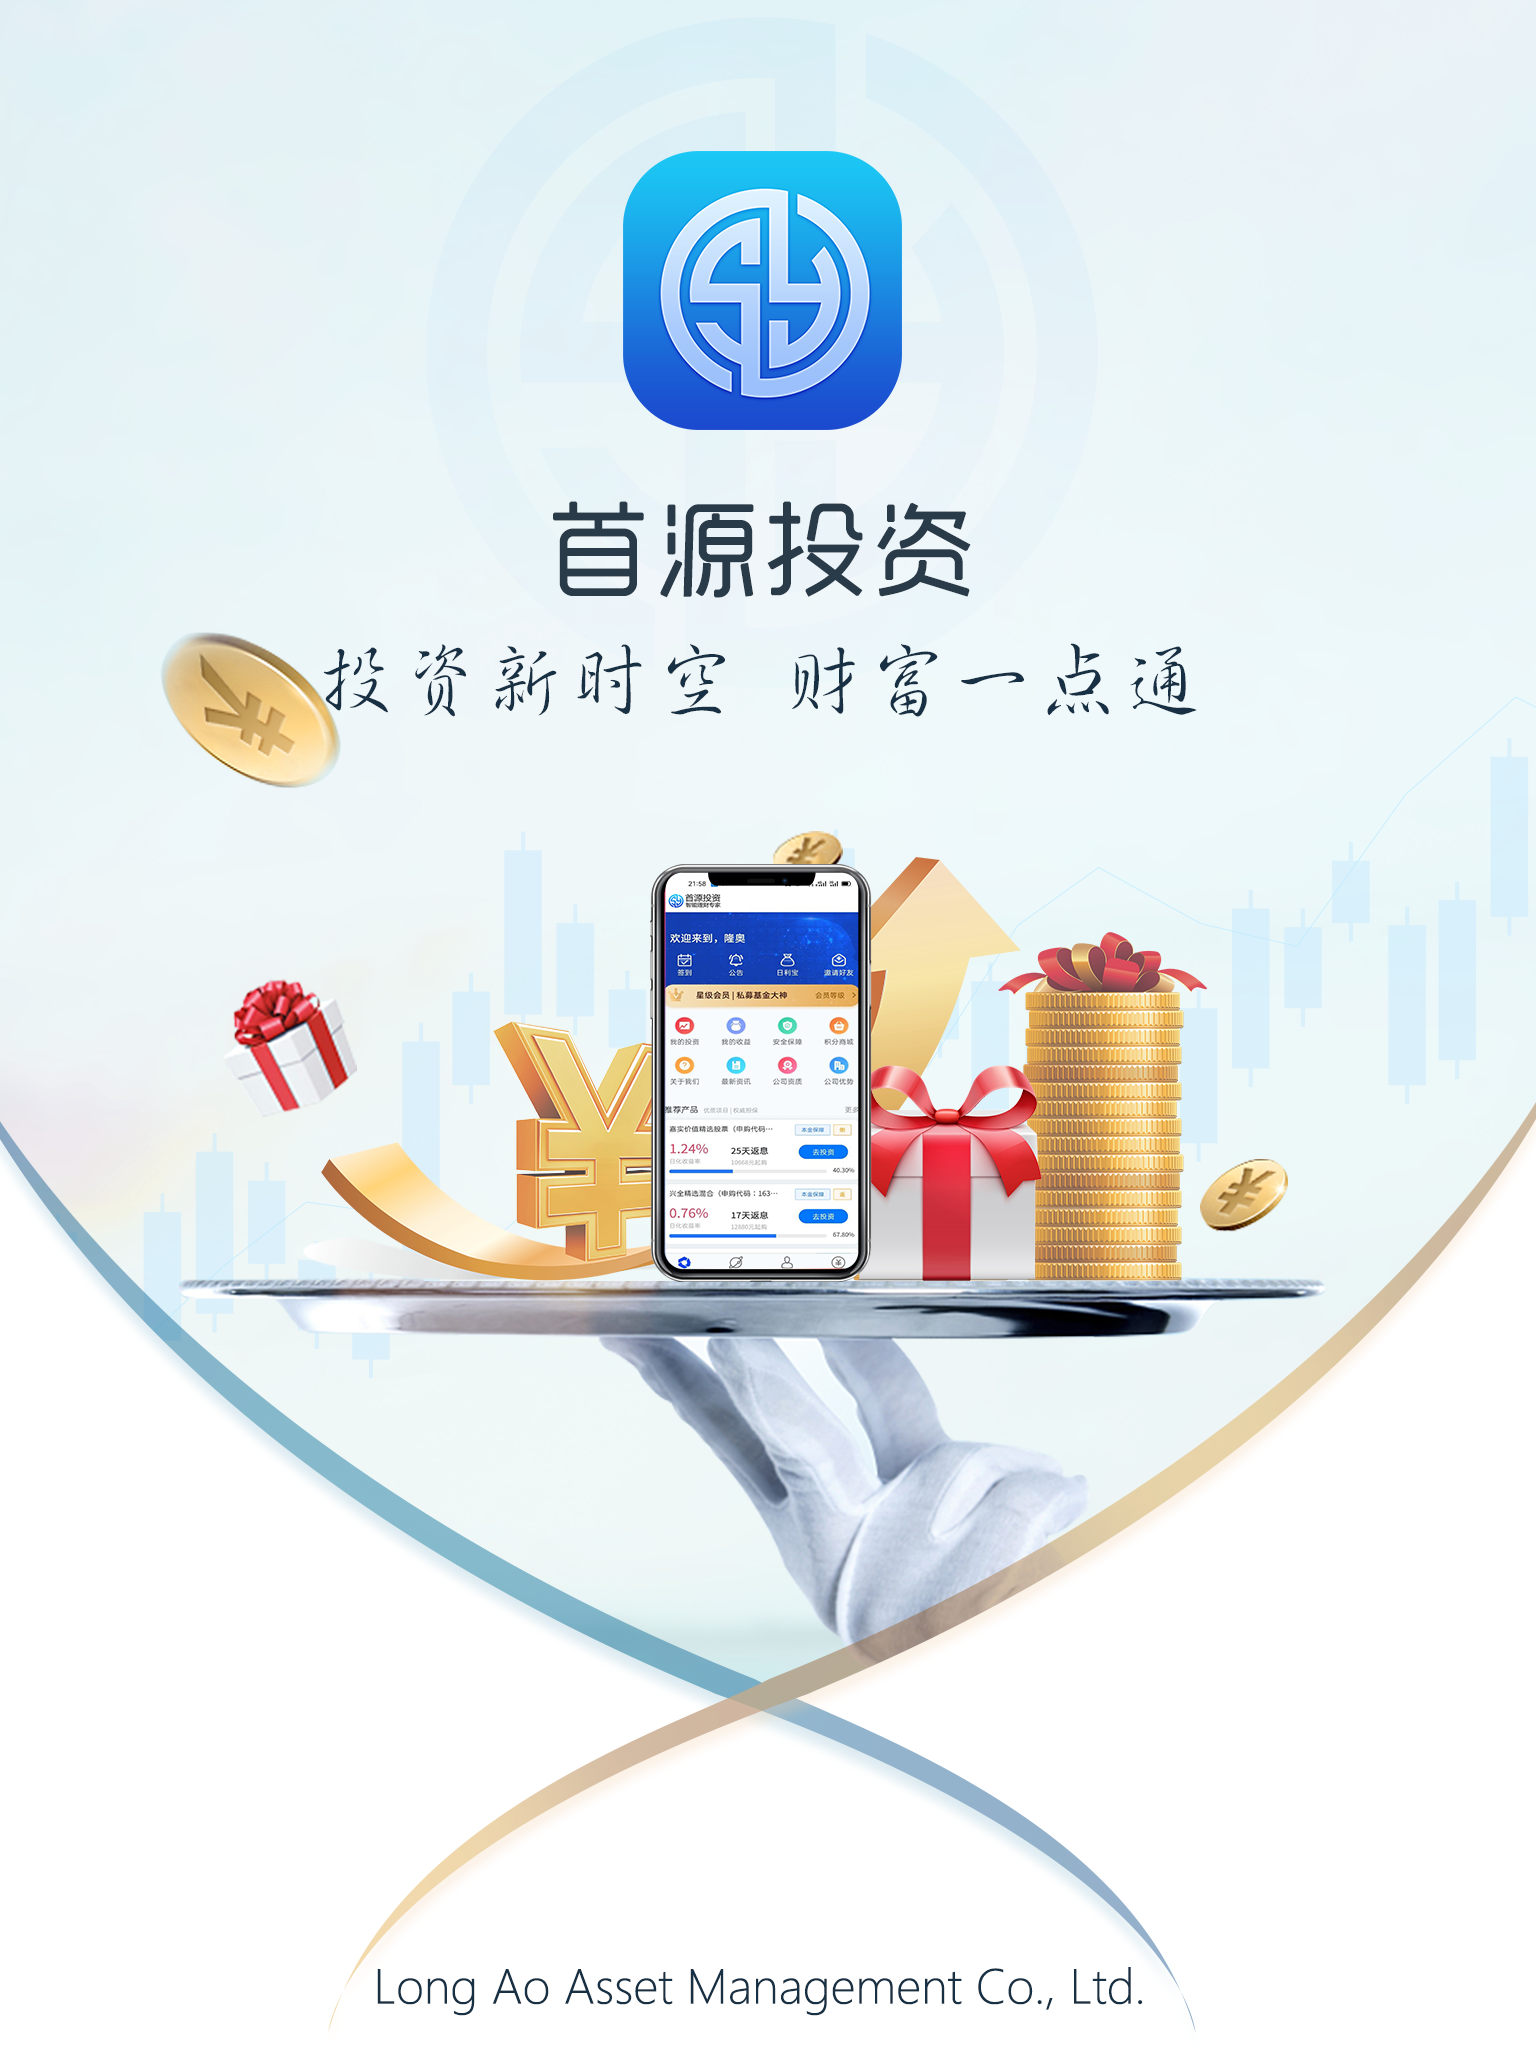 首源投资
投资新时空 财富一点通
21:58
首源投资
智能理财专家
欢迎来到，隆奥
签到 公告 日利宝 邀请好友
星级会员 | 私募基金大神 会员等级 >
我的投资 我的收益 安全保障 积分商城
关于我们 最新资讯 公司资质 公司优势
推荐产品 优质项目 | 权威担保 更多
嘉实价值精选股票（申购代码… 本金保障
1.24% 25天返息 去投资
日化收益率 10668元起购
40.30%
兴全精选混合（申购代码：163… 本金保障
0.76% 17天返息 去投资
日化收益率 12880元起购
67.80%
Long Ao Asset Management Co., Ltd.